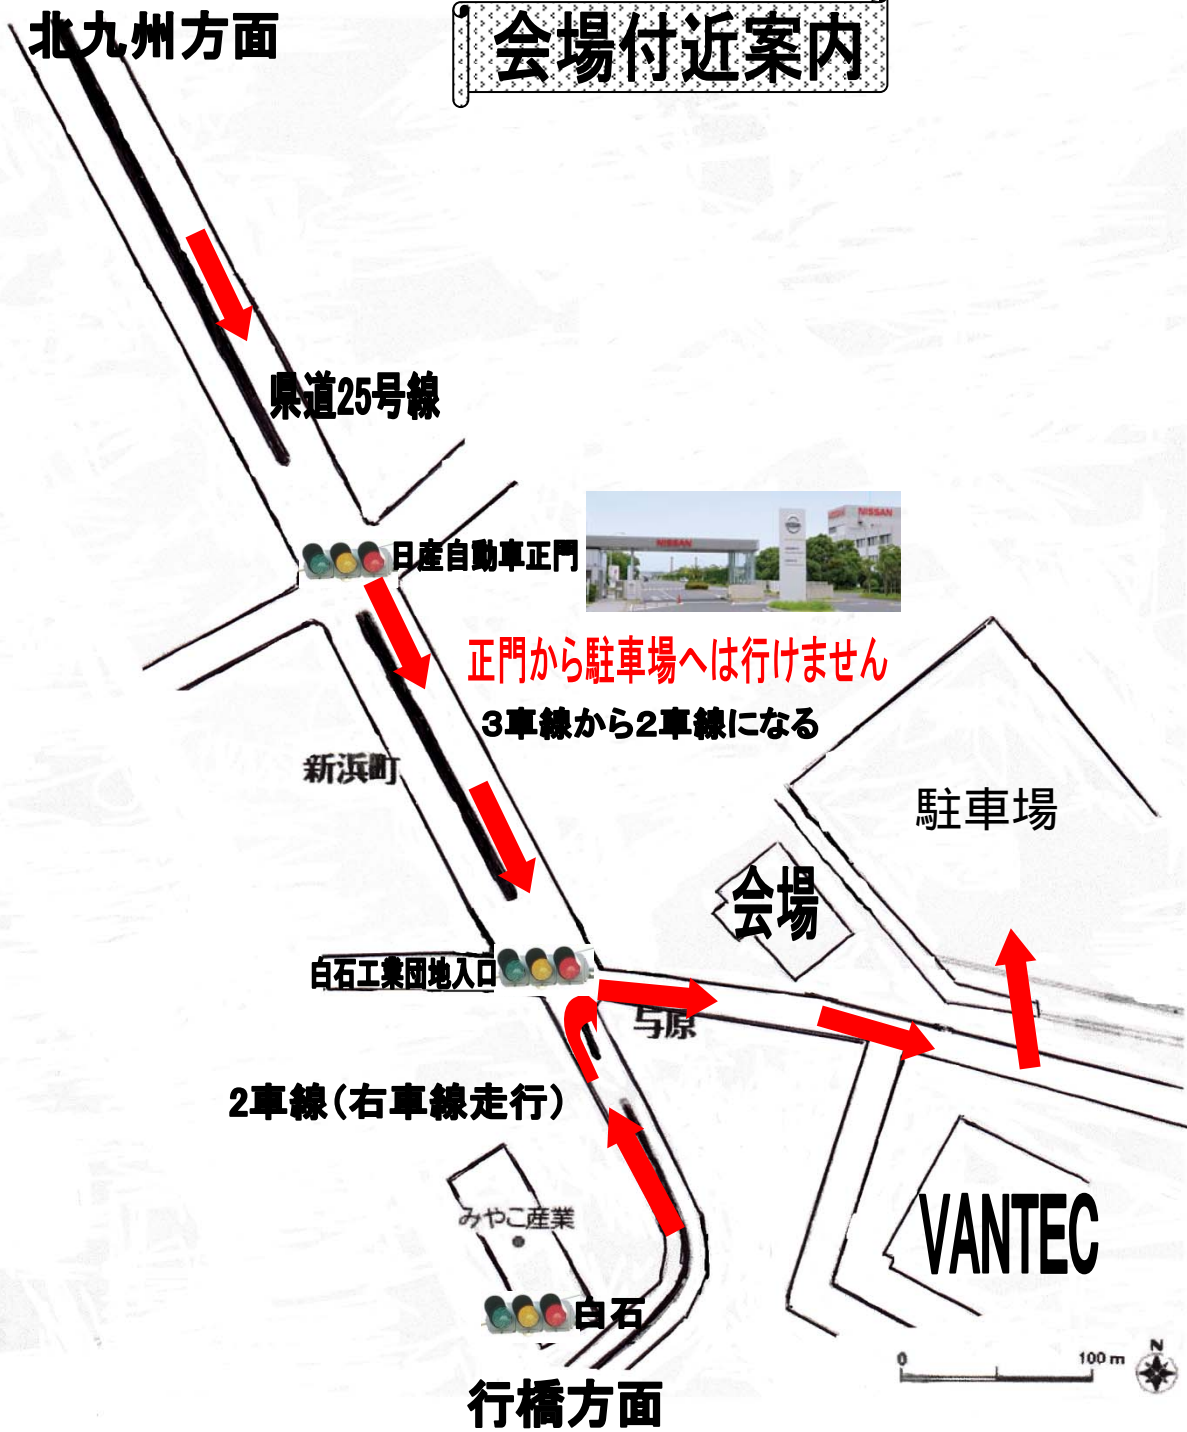 北九州方面
会場付近案内
県道25号線
日産自動車正門
NISSAN
NISSAN
正門から駐車場へは行けません
3車線から2車線になる
新浜町
駐車場
会場
白石工業団地入口
与原
2車線(右車線走行)
みやこ産業
VANTEC
白石
0
100m
N
行橋方面